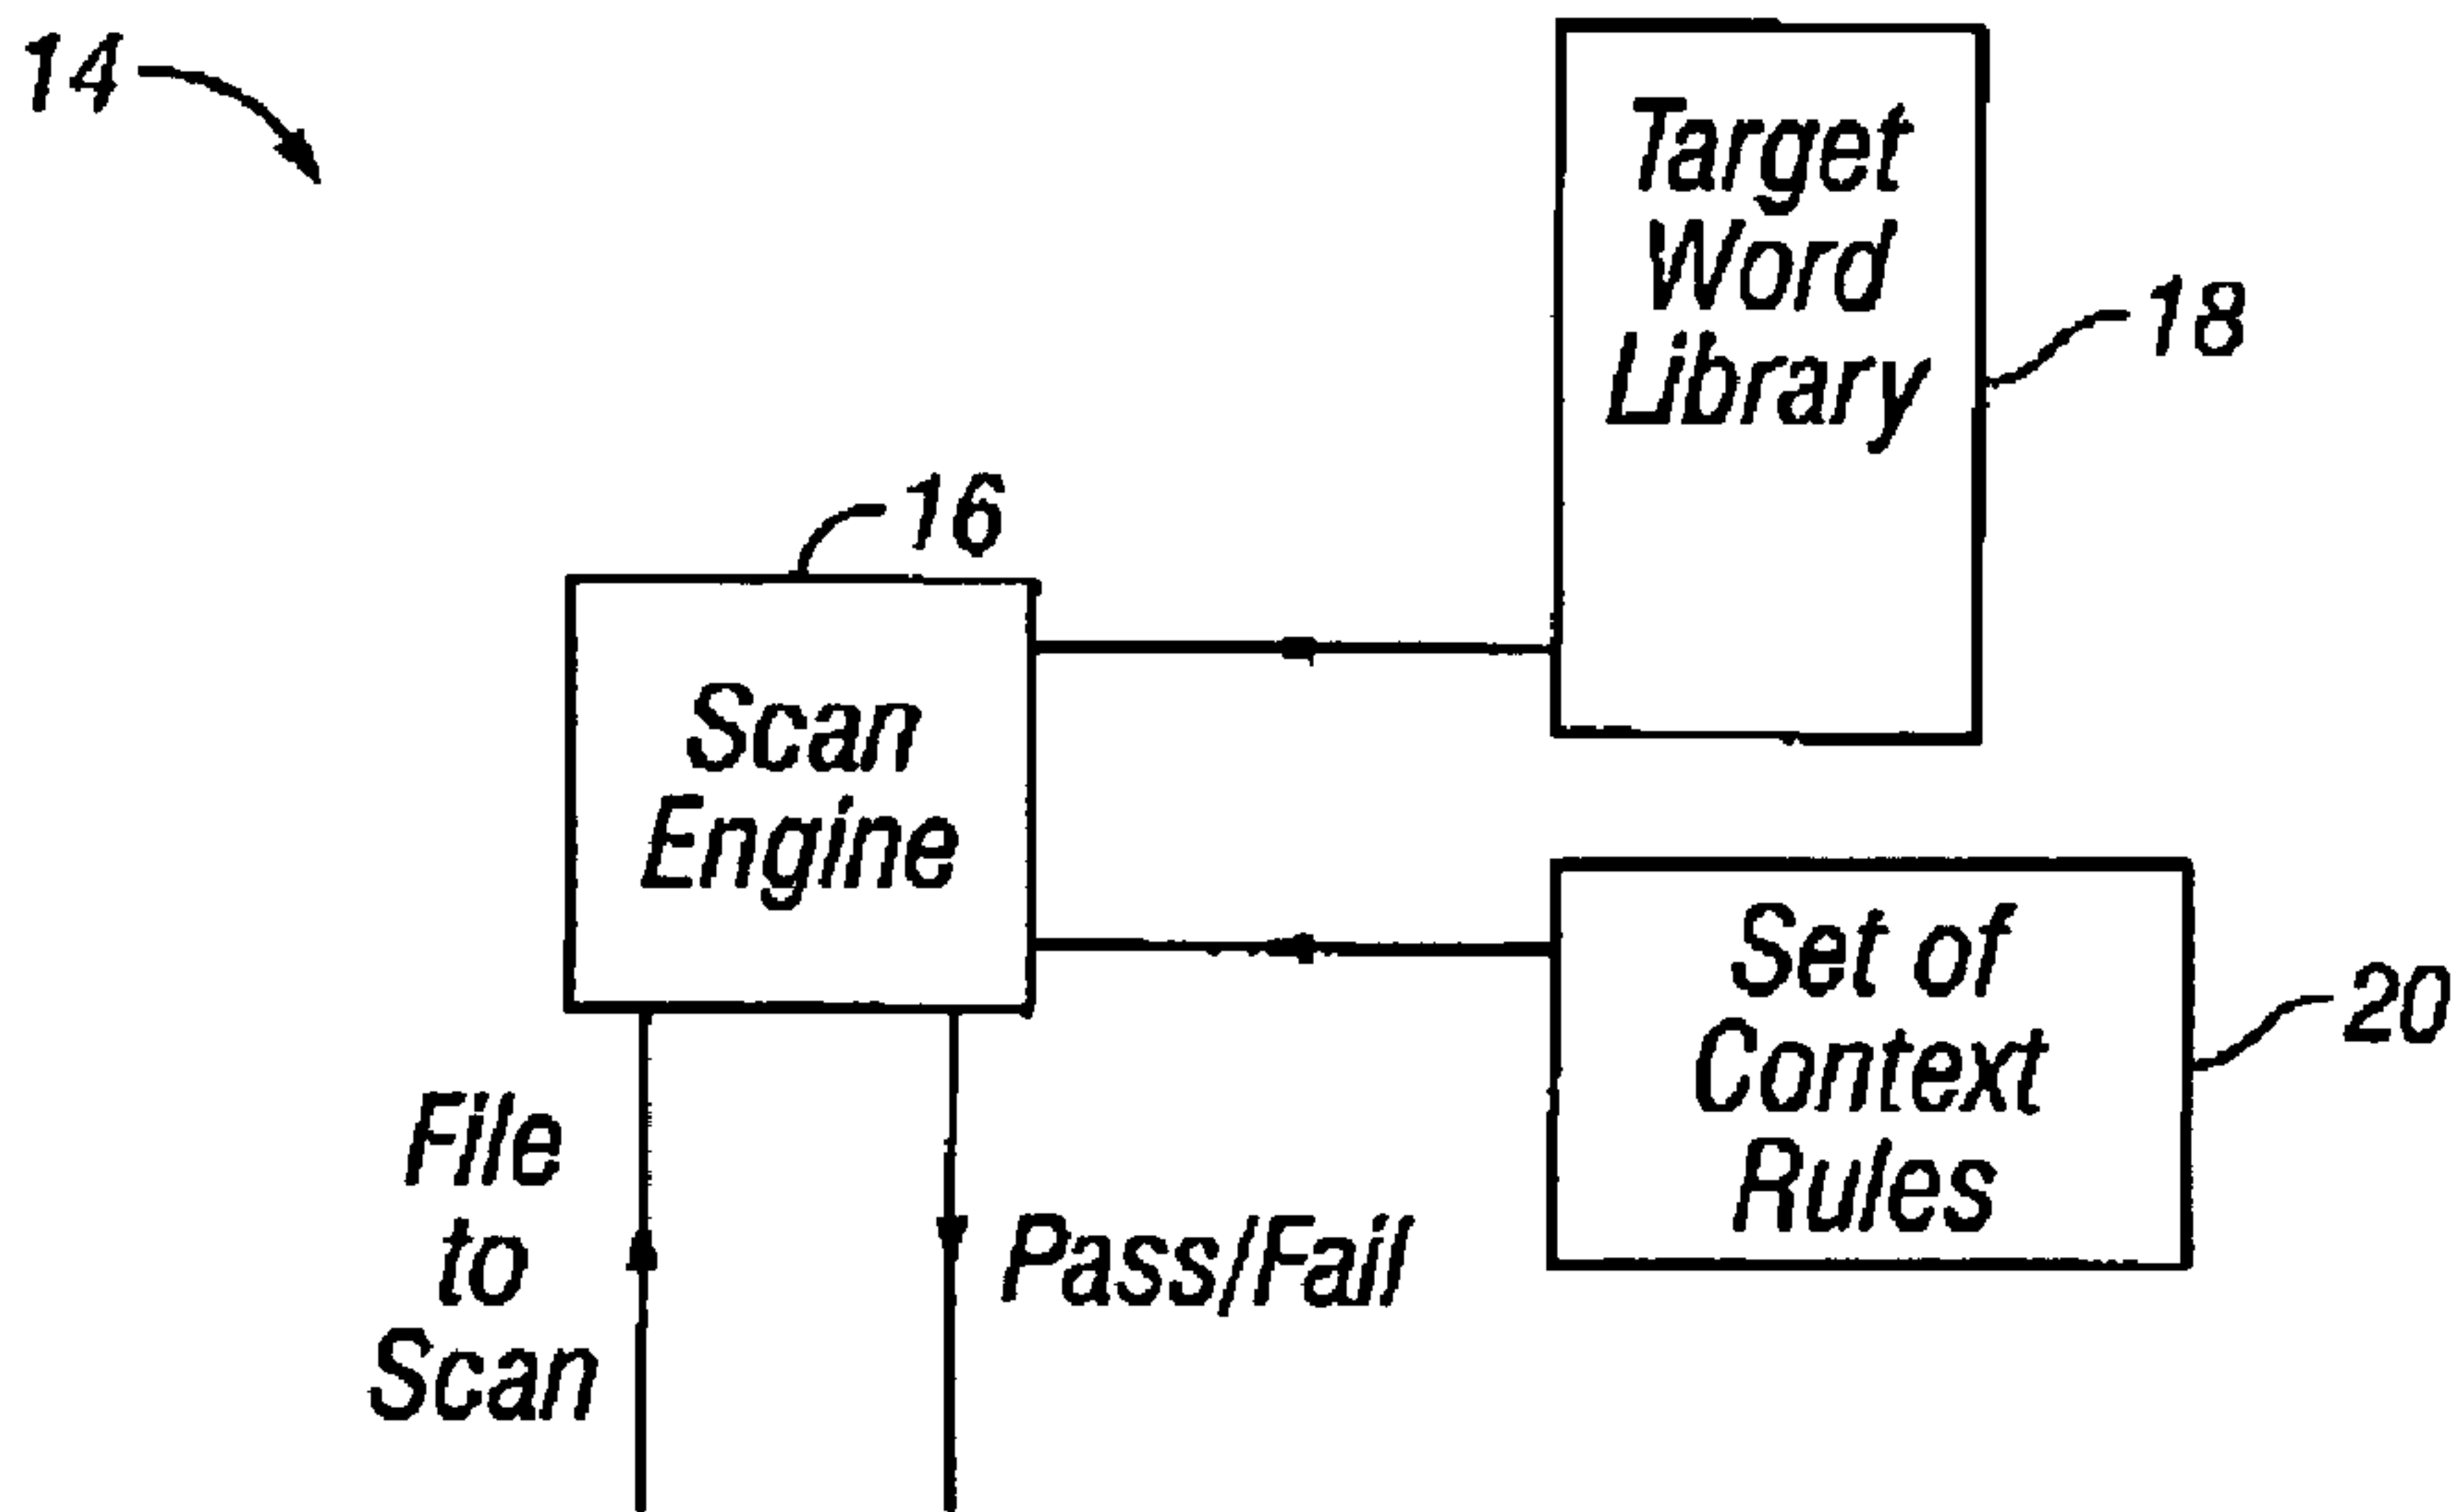 14
Target
Word
Library
18
16
Scan
Engine
Set of
Context
Rules
20
File
to
Scan
Pass/Fail